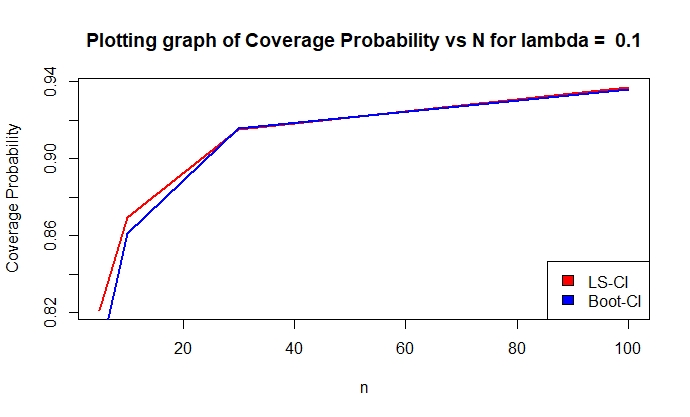 Plotting graph of Coverage Probability vs N for lambda =  0.1
Coverage Probability
0.94
0.90
0.86
0.82
LS-CI
Boot-CI
20 40 60 80 100
n